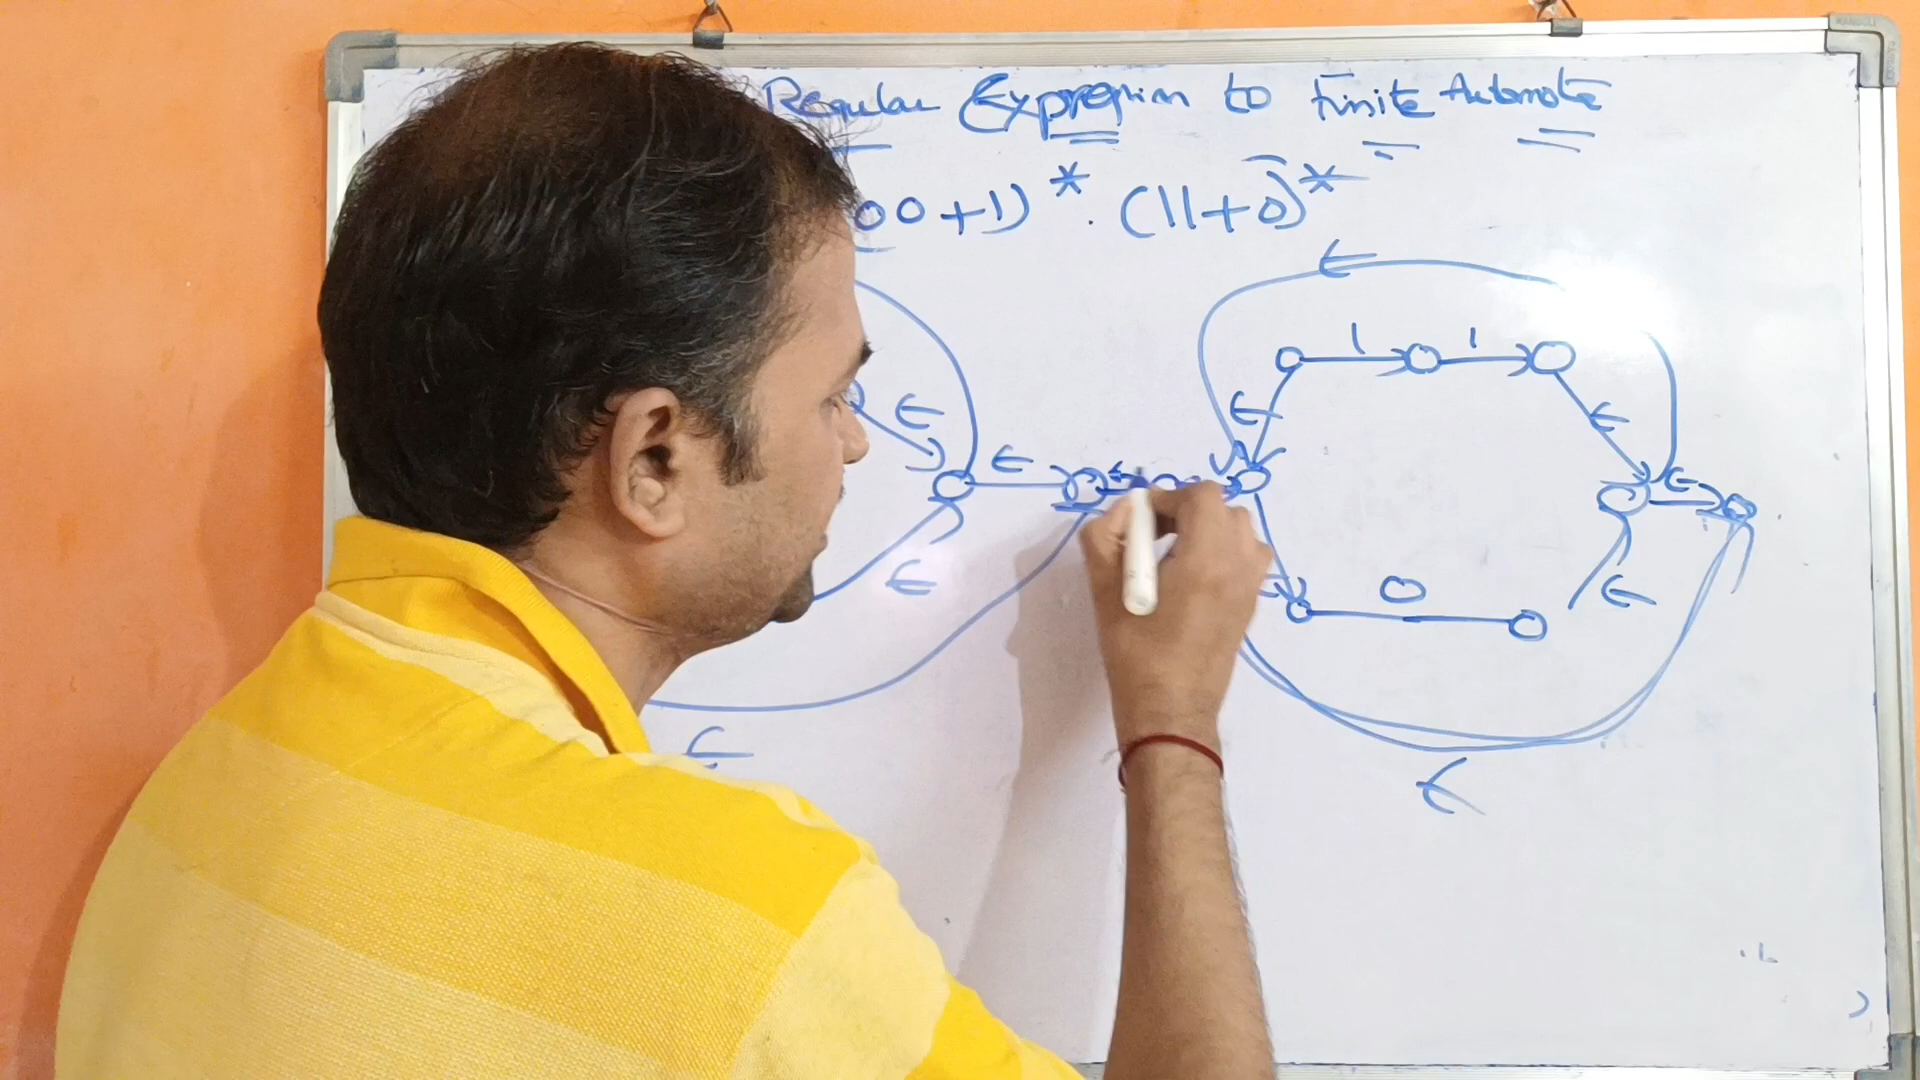 Regular Expression to Finite Automata
00+1)* . (11+0)*
ε
1 1
ε ε ε
ε ε ε ε
ε 0 ε
ε
ε